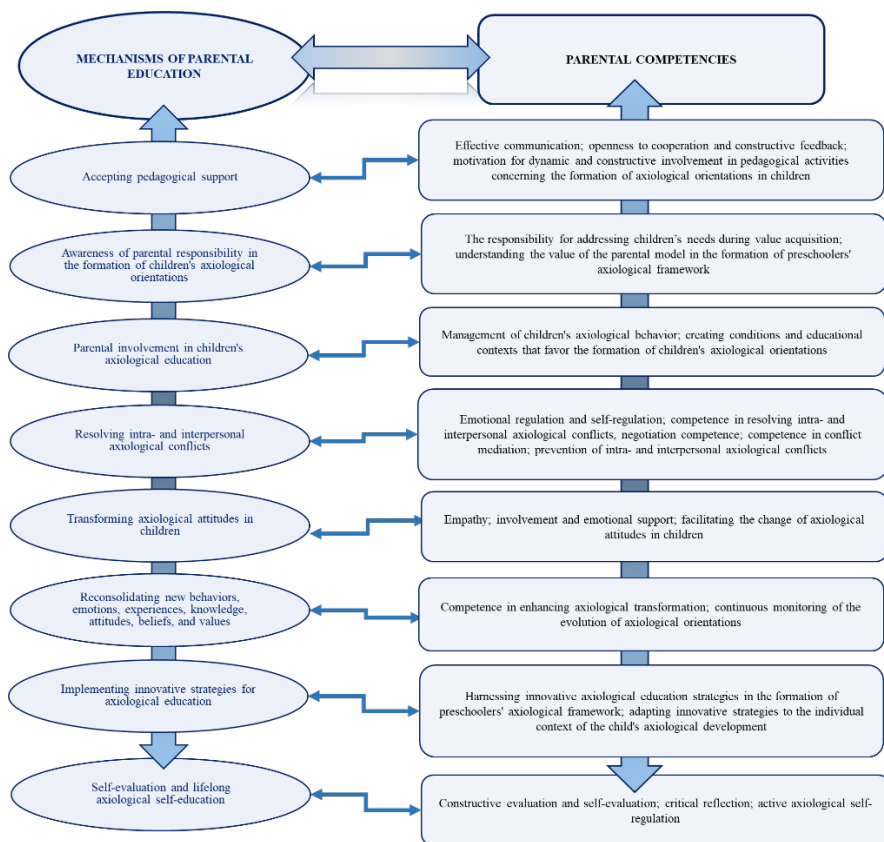 MECHANISMS OF PARENTAL
EDUCATION
PARENTAL COMPETENCIES
Accepting pedagogical support
Effective communication; openness to cooperation and constructive feedback;
motivation for dynamic and constructive involvement in pedagogical activities
concerning the formation of axiological orientations in children
Awareness of parental responsibility in
the formation of children's axiological
orientations
The responsibility for addressing children's needs during value acquisition;
understanding the value of the parental model in the formation of preschoolers'
axiological framework
Parental involvement in children's
axiological education
Management of children's axiological behavior; creating conditions and educational
contexts that favor the formation of children's axiological orientations
Resolving intra- and interpersonal
axiological conflicts
Emotional regulation and self-regulation; competence in resolving intra- and
interpersonal axiological conflicts, negotiation competence; competence in conflict
mediation; prevention of intra- and interpersonal axiological conflicts
Transforming axiological attitudes in
children
Empathy; involvement and emotional support; facilitating the change of axiological
attitudes in children
Reconsolidating new behaviors,
emotions, experiences, knowledge,
attitudes, beliefs, and values
Competence in enhancing axiological transformation; continuous monitoring of the
evolution of axiological orientations
Implementing innovative strategies for
axiological education
Harnessing innovative axiological education strategies in the formation of
preschoolers' axiological framework; adapting innovative strategies to the individual
context of the child's axiological development
Self-evaluation and lifelong
axiological self-education
Constructive evaluation and self-evaluation; critical reflection; active axiological self-
regulation